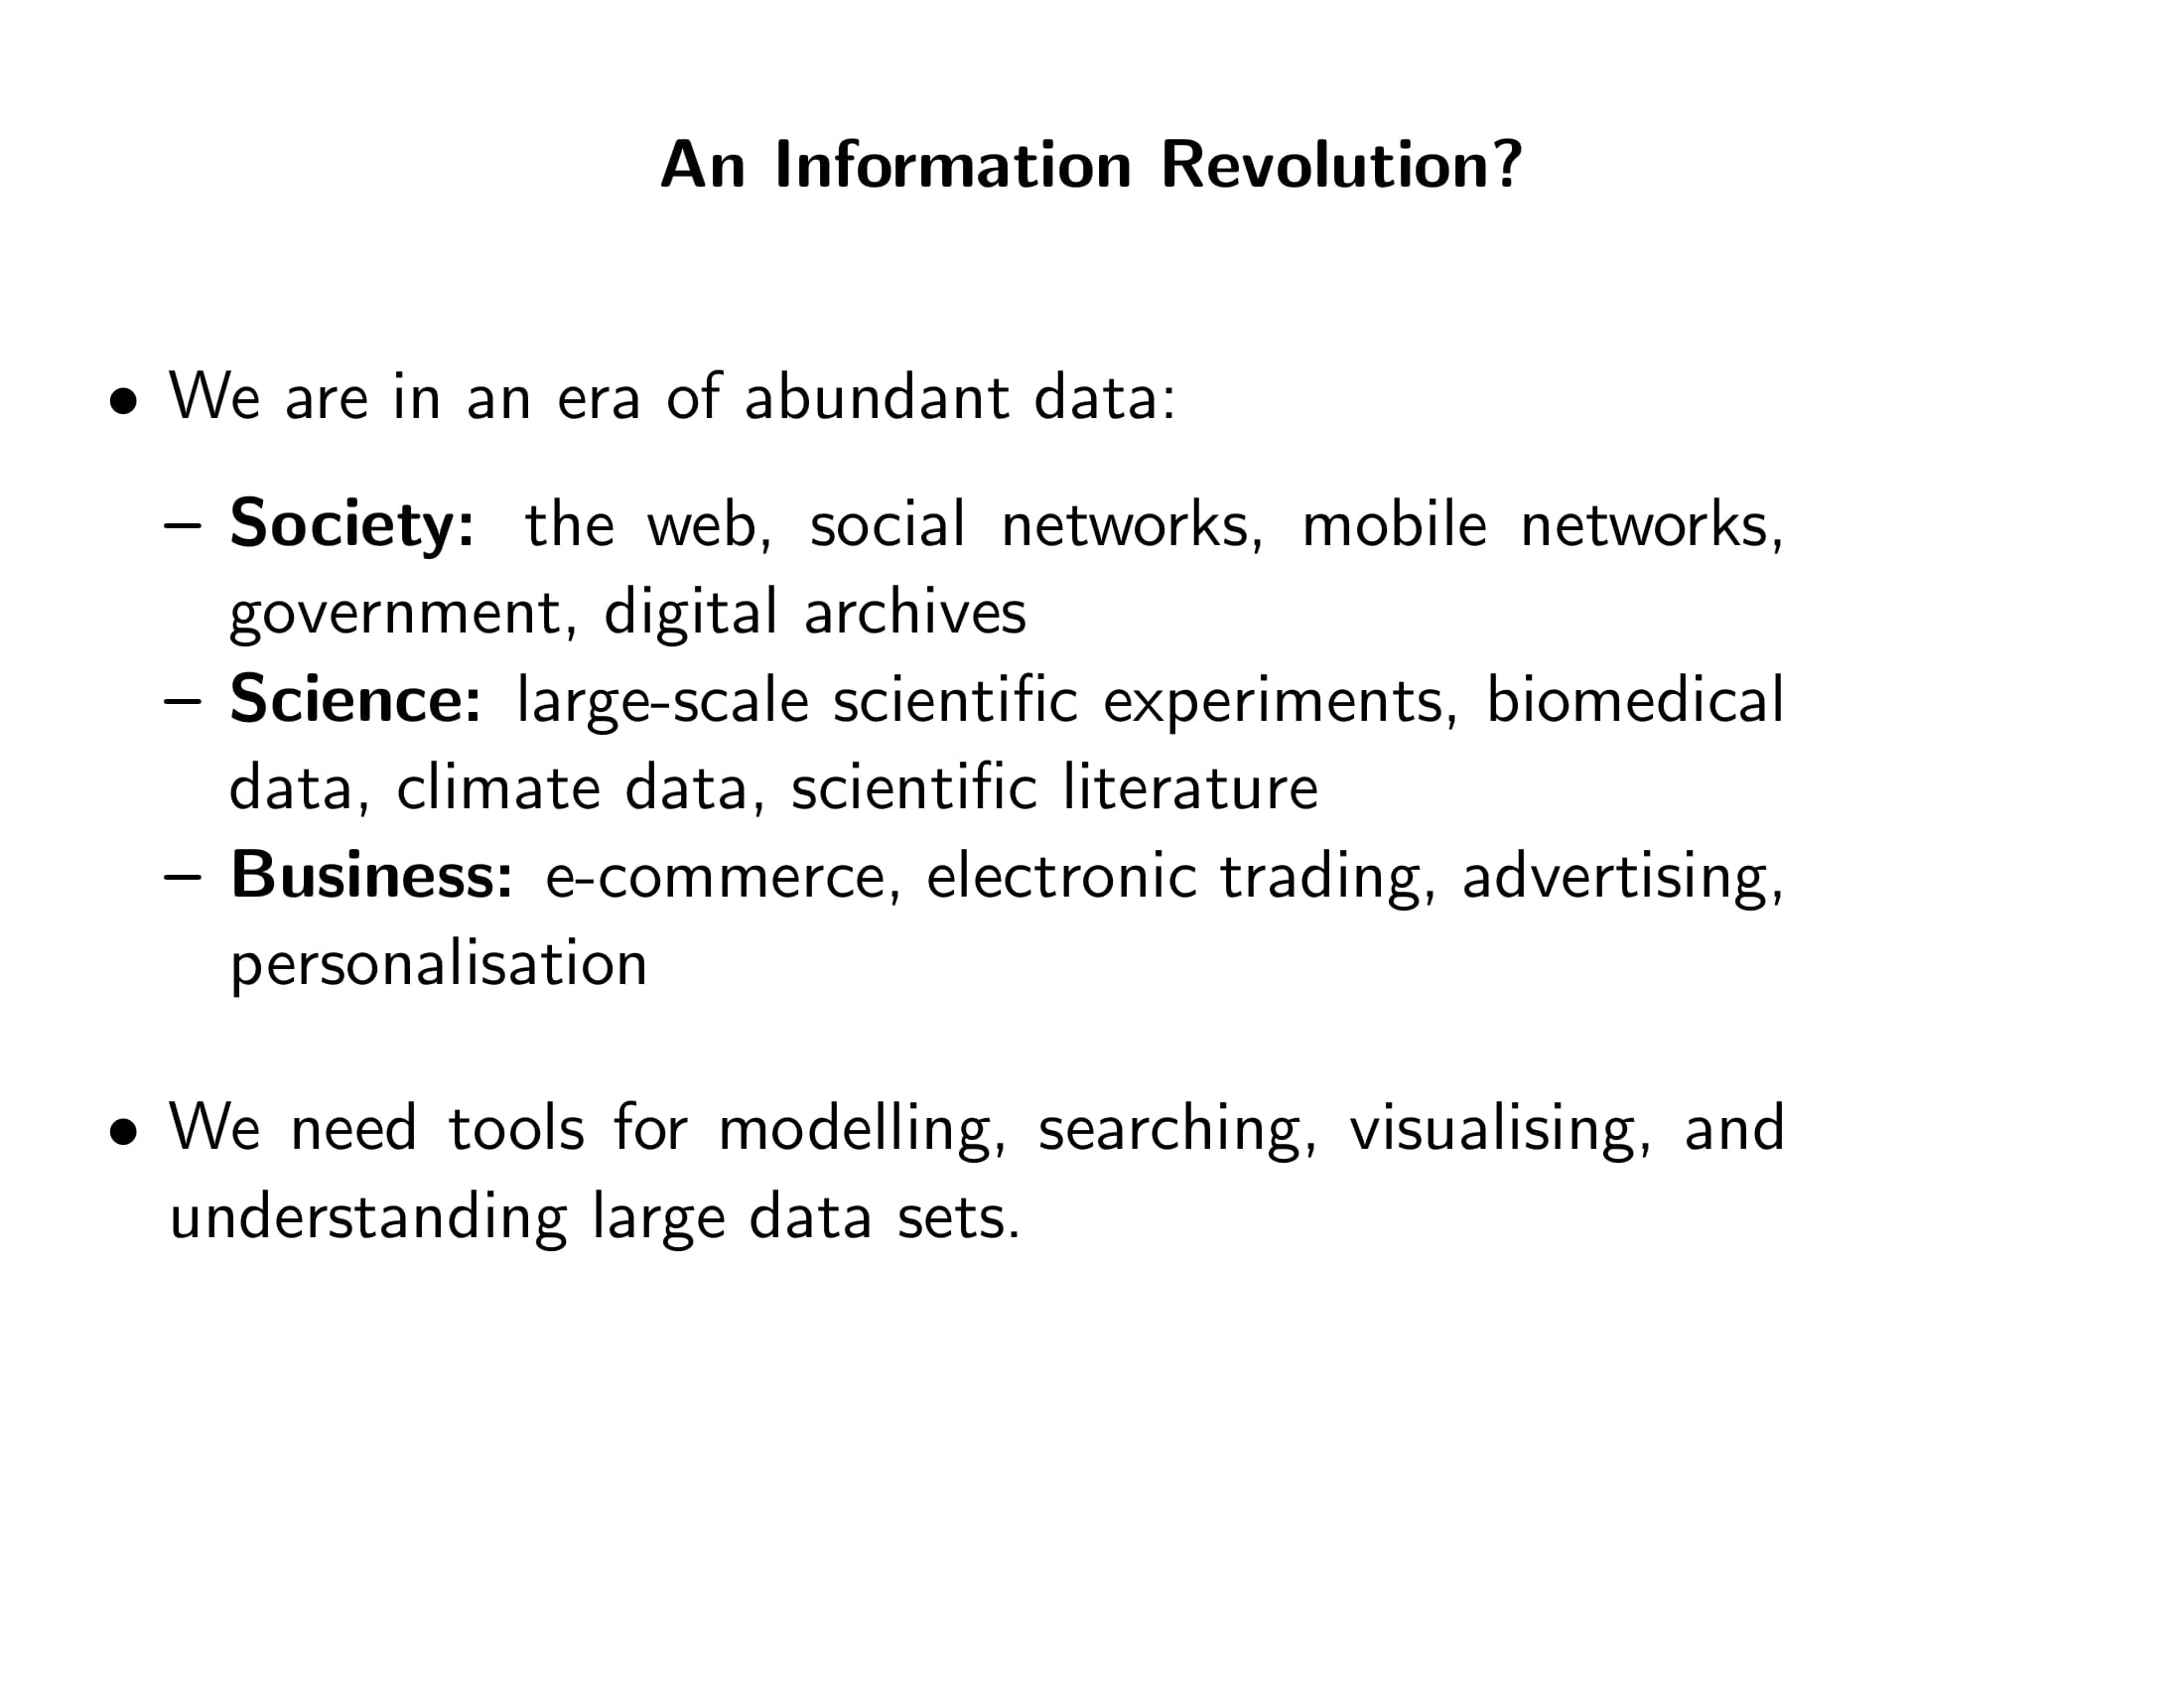 An Information Revolution?
• We are in an era of abundant data:
– Society: the web, social networks, mobile networks,
government, digital archives
– Science: large-scale scientific experiments, biomedical
data, climate data, scientific literature
– Business: e-commerce, electronic trading, advertising,
personalisation
• We need tools for modelling, searching, visualising, and
understanding large data sets.